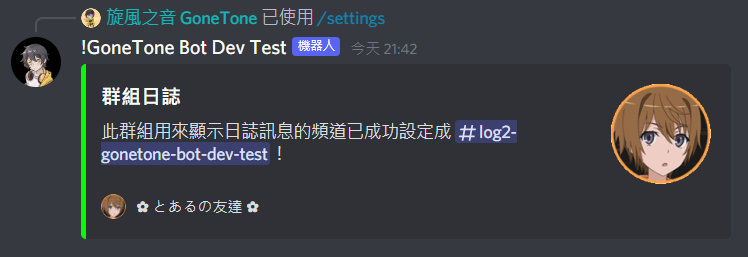 旋風之音 GoneTone 已使用 /settings
!GoneTone Bot Dev Test 機器人 今天 21:42
群組日誌
此群組用來顯示日誌訊息的頻道已成功設定成 #log2-
gonetone-bot-dev-test !
✿ とあるの友達 ✿